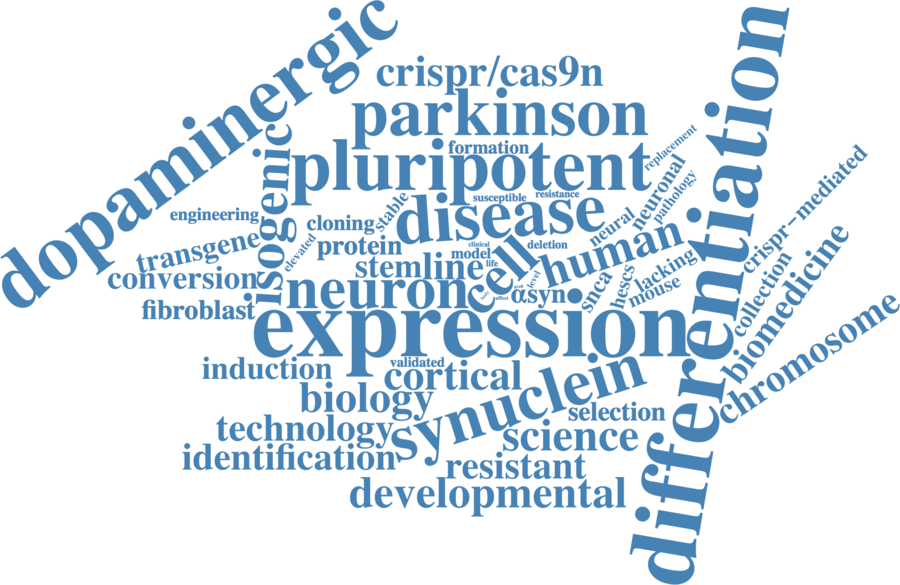 dopaminergic
crispr/cas9n
differentiation
parkinson
formation
replacement
pluripotent
isogenic
neuronal
crispr-mediated
susceptible
resistance
pathology
stable
disease
engineering
cloning
neural
human
transgene
elevated
protein
clinical
deletion
model
cell
lacking
collection
biomedicine
conversion
stemline
life
level
hescs
mouse
fibroblast
neuron
αsyn
snca
chromosome
expression
induction
validated
cortical
biology
synuclein
selection
technology
science
identification
resistant
developmental